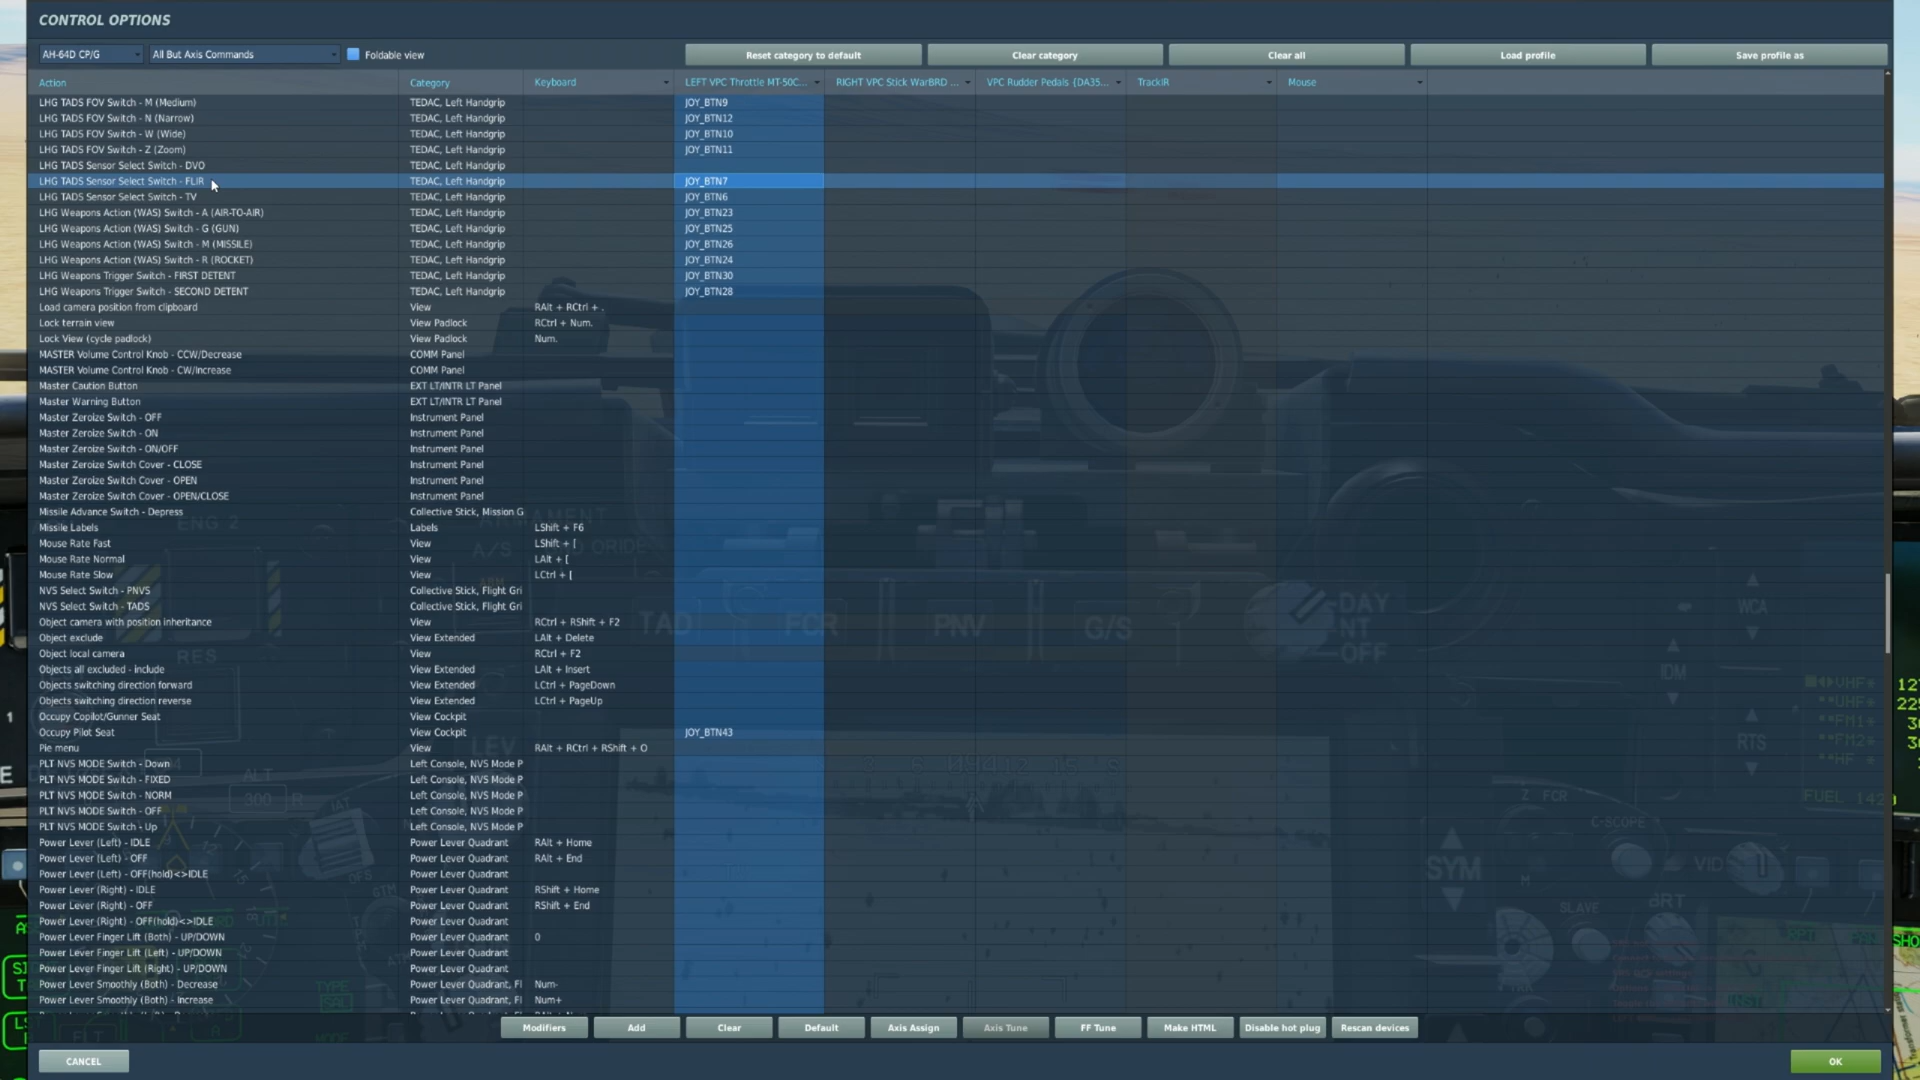 CONTROL OPTIONS
AH-64D CP/G All But Axis Commands Foldable view Reset category to default Clear category Clear all Load profile Save profile as
Action Category Keyboard LEFT VPC Throttle MT-50C... RIGHT VPC Stick WarBRD ... VPC Rudder Pedals {DA35... TrackIR Mouse
LHG TADS FOV Switch - M (Medium) TEDAC, Left Handgrip JOY_BTN9
LHG TADS FOV Switch - N (Narrow) TEDAC, Left Handgrip JOY_BTN12
LHG TADS FOV Switch - W (Wide) TEDAC, Left Handgrip JOY_BTN10
LHG TADS FOV Switch - Z (Zoom) TEDAC, Left Handgrip JOY_BTN11
LHG TADS Sensor Select Switch - DVO TEDAC, Left Handgrip
LHG TADS Sensor Select Switch - FLIR TEDAC, Left Handgrip JOY_BTN7
LHG TADS Sensor Select Switch - TV TEDAC, Left Handgrip JOY_BTN6
LHG Weapons Action (WAS) Switch - A (AIR-TO-AIR) TEDAC, Left Handgrip JOY_BTN23
LHG Weapons Action (WAS) Switch - G (GUN) TEDAC, Left Handgrip JOY_BTN25
LHG Weapons Action (WAS) Switch - M (MISSILE) TEDAC, Left Handgrip JOY_BTN26
LHG Weapons Action (WAS) Switch - R (ROCKET) TEDAC, Left Handgrip JOY_BTN24
LHG Weapons Trigger Switch - FIRST DETENT TEDAC, Left Handgrip JOY_BTN30
LHG Weapons Trigger Switch - SECOND DETENT TEDAC, Left Handgrip JOY_BTN28
Load camera position from clipboard View RAlt + RCtrl + .
Lock terrain view View Padlock RCtrl + Num.
Lock View (cycle padlock) View Padlock Num.
MASTER Volume Control Knob - CCW/Decrease COMM Panel
MASTER Volume Control Knob - CW/Increase COMM Panel
Master Caution Button EXT LT/INTR LT Panel
Master Warning Button EXT LT/INTR LT Panel
Master Zeroize Switch - OFF Instrument Panel
Master Zeroize Switch - ON Instrument Panel
Master Zeroize Switch - ON/OFF Instrument Panel
Master Zeroize Switch Cover - CLOSE Instrument Panel
Master Zeroize Switch Cover - OPEN Instrument Panel
Master Zeroize Switch Cover - OPEN/CLOSE Instrument Panel
Missile Advance Switch - Depress Collective Stick, Mission G
Missile Labels Labels LShift + F6
Mouse Rate Fast View LShift + [
Mouse Rate Normal View LAlt + [
Mouse Rate Slow View LCtrl + [
NVS Select Switch - PNVS Collective Stick, Flight Gri
NVS Select Switch - TADS Collective Stick, Flight Gri
Object camera with position inheritance View RCtrl + RShift + F2
Object exclude View Extended LAlt + Delete
Object local camera View RCtrl + F2
Objects all excluded - include View Extended LAlt + Insert
Objects switching direction forward View Extended LCtrl + PageDown
Objects switching direction reverse View Extended LCtrl + PageUp
Occupy Copilot/Gunner Seat View Cockpit
Occupy Pilot Seat View Cockpit JOY_BTN43
Pie menu View RAlt + RCtrl + RShift + O
PLT NVS MODE Switch - Down Left Console, NVS Mode P
PLT NVS MODE Switch - FIXED Left Console, NVS Mode P
PLT NVS MODE Switch - NORM Left Console, NVS Mode P
PLT NVS MODE Switch - OFF Left Console, NVS Mode P
PLT NVS MODE Switch - Up Left Console, NVS Mode P
Power Lever (Left) - IDLE Power Lever Quadrant RAlt + Home
Power Lever (Left) - OFF Power Lever Quadrant RAlt + End
Power Lever (Left) - OFF(hold)<>IDLE Power Lever Quadrant
Power Lever (Right) - IDLE Power Lever Quadrant RShift + Home
Power Lever (Right) - OFF Power Lever Quadrant RShift + End
Power Lever (Right) - OFF(hold)<>IDLE Power Lever Quadrant
Power Lever Finger Lift (Both) - UP/DOWN Power Lever Quadrant 0
Power Lever Finger Lift (Left) - UP/DOWN Power Lever Quadrant
Power Lever Finger Lift (Right) - UP/DOWN Power Lever Quadrant
Power Lever Smoothly (Both) - Decrease Power Lever Quadrant, Fl Num-
Power Lever Smoothly (Both) - Increase Power Lever Quadrant, Fl Num+
ENG 2
A/S
RES
TAD FCR PNV G/S
DAY
NT
OFF
WCA
IDM
RTS
LEV
ALT
300 R
Z FCR
C-SCOPE
SYM
VID
M
SLAVE
BRT
FUEL
TYPE
FLT
Modifiers Add Clear Default Axis Assign Axis Tune FF Tune Make HTML Disable hot plug Rescan devices
CANCEL OK